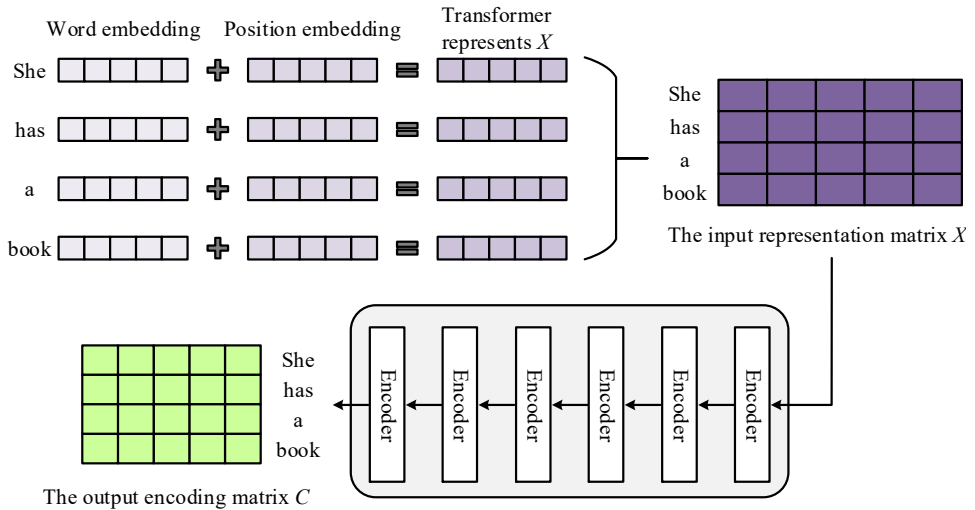 Word embedding
Position embedding
Transformer
represents X
She
has
a
book
She
has
a
book
The input representation matrix X
Encoder
Encoder
Encoder
Encoder
Encoder
Encoder
She
has
a
book
The output encoding matrix C